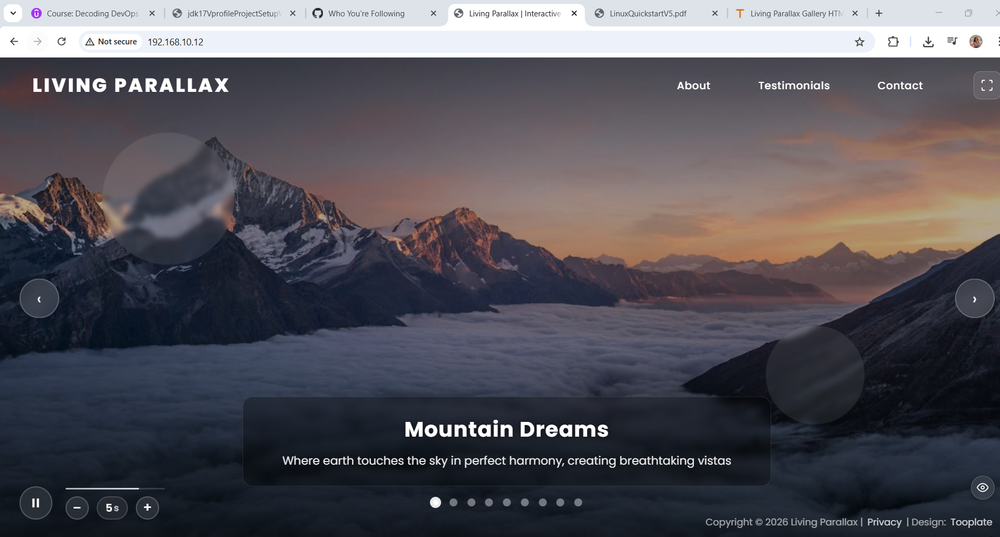 Course: Decoding DevOps
jdk17VprofileProjectSetup
Who You’re Following
Living Parallax | Interactive
LinuxQuickstartV5.pdf
Living Parallax Gallery HTM
Not secure
192.168.10.12
LIVING PARALLAX
About
Testimonials
Contact
‹
›
Mountain Dreams
Where earth touches the sky in perfect harmony, creating breathtaking vistas
− 5s +
Copyright © 2026 Living Parallax | Privacy | Design: Tooplate